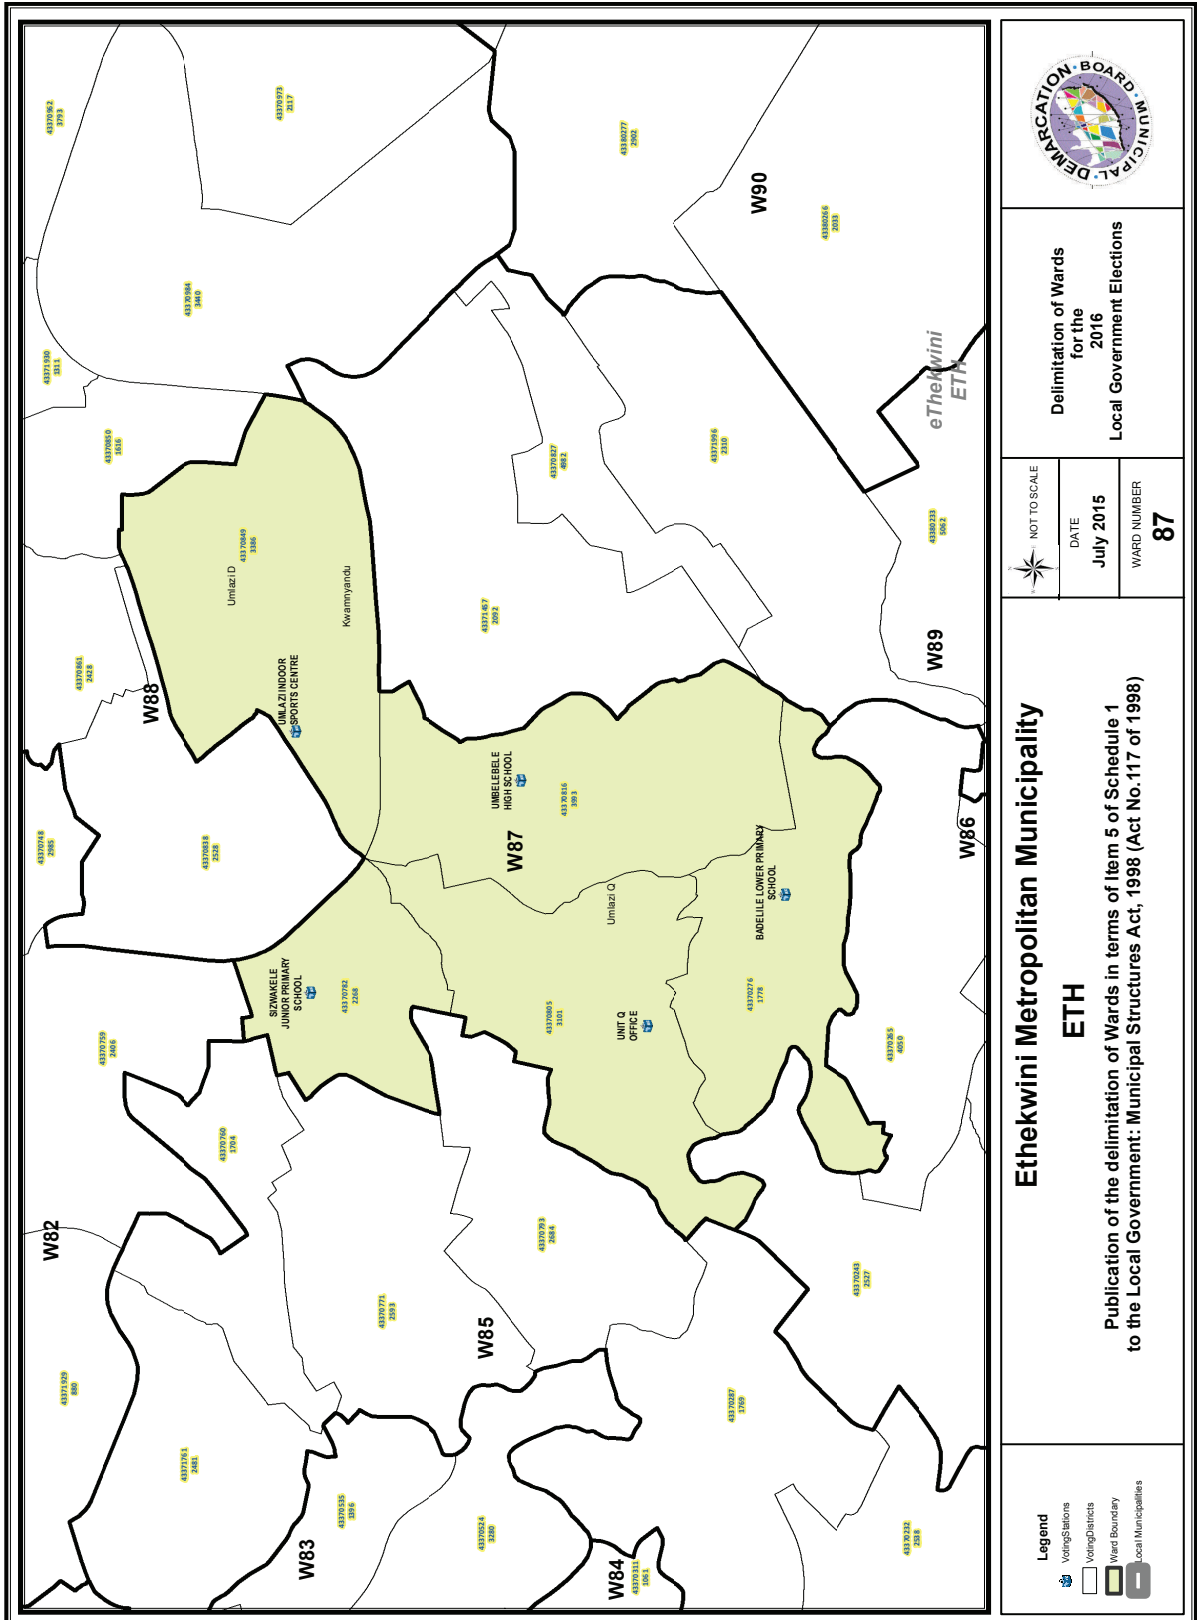 43370962
3793
43370973
2117
43380277
2902
W90
43380266
2033
43370984
3440
43371930
1311
43370850
1616
eThekwini
ETH
43370827
4982
43371996
2310
43380233
5062
43370849
3386
Umlazi D
Kwamnyandu
43371457
2092
W89
43370861
2428
W88
UMLAZI INDOOR
SPORTS CENTRE
UMBELEBELE
HIGH SCHOOL
43370816
3993
W87
W86
43370748
2985
43370838
2528
BADELILE LOWER PRIMARY
SCHOOL
Umlazi Q
SIZWAKELE
JUNIOR PRIMARY
SCHOOL
43370782
2268
43370805
3101
UNIT Q
OFFICE
43370276
1778
43370265
4050
43370759
2406
43370760
1704
W82
43370793
2684
43370243
2527
43370771
2593
W85
43371929
880
43370287
1769
43371761
2481
43370535
1396
W83
43370524
3280
W84
43370311
1061
43370232
2538
Legend
VotingStations
VotingDistricts
Ward Boundary
Local Municipalities
Ethekwini Metropolitan Municipality
ETH
Publication of the delimitation of Wards in terms of Item 5 of Schedule 1
to the Local Government: Municipal Structures Act, 1998 (Act No.117 of 1998)
NOT TO SCALE
DATE
July 2015
WARD NUMBER
87
Delimitation of Wards
for the
2016
Local Government Elections
MUNICIPAL · DEMARCATION · BOARD